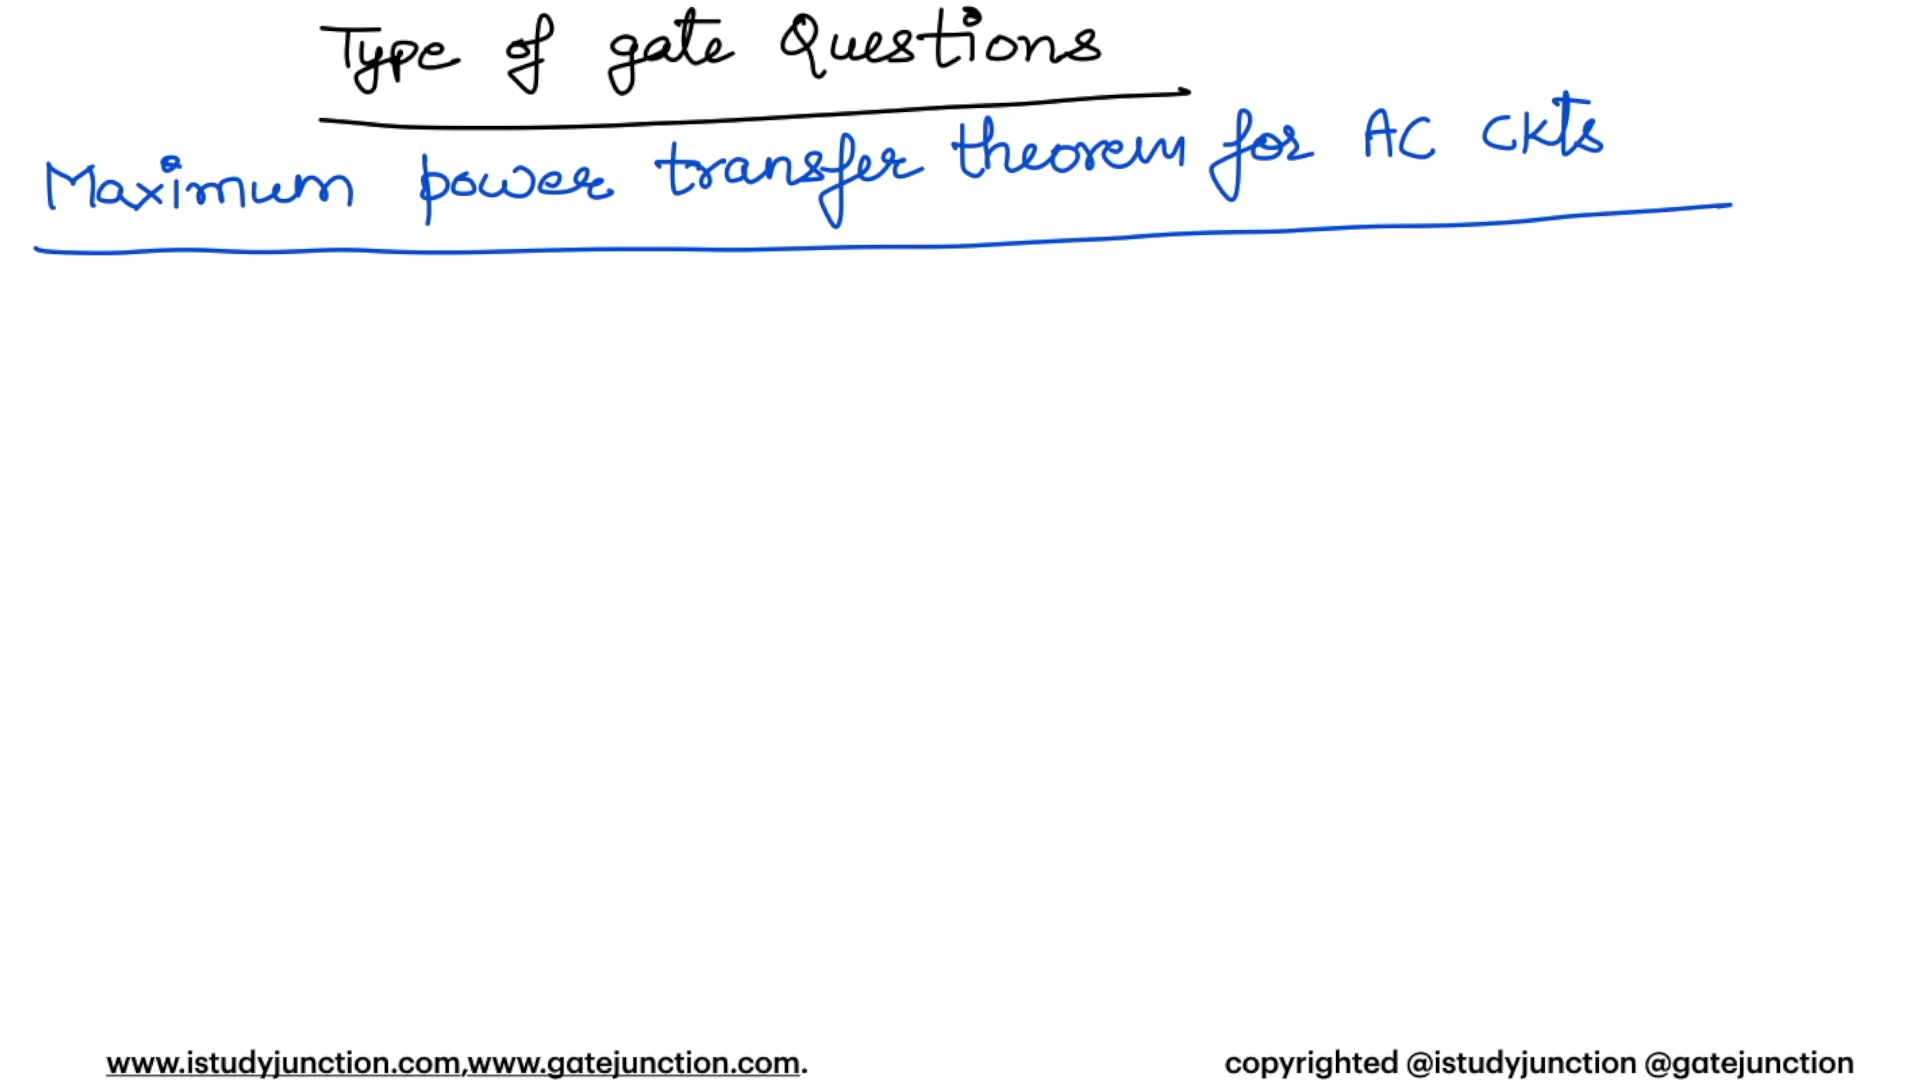 Type of gate Questions
Maximum power transfer theorem for AC CKTs
www.istudyjunction.com,www.gatejunction.com.
copyrighted @istudyjunction @gatejunction